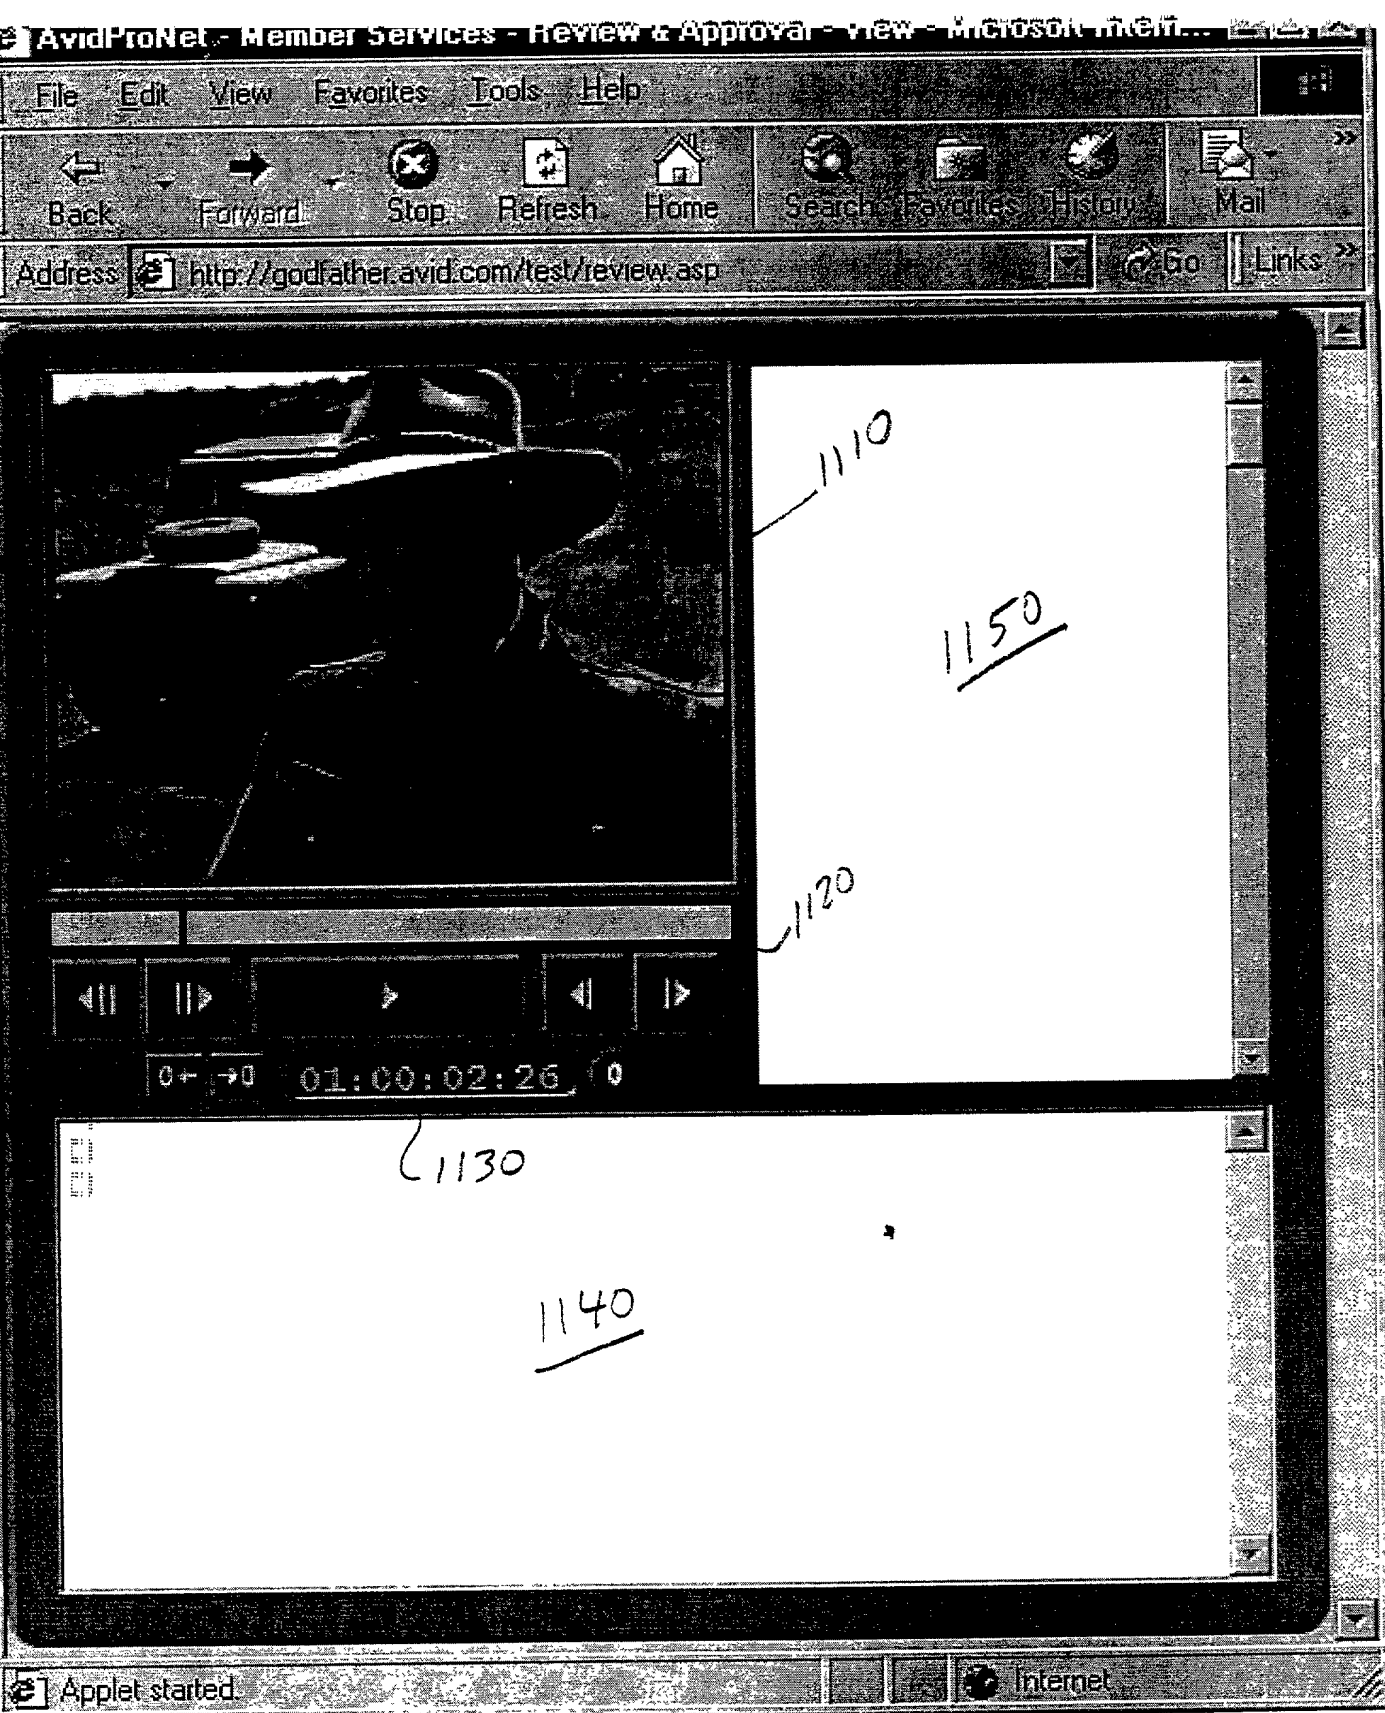 AvidProNet - Member Services - Review & Approval - View - Microsoft Intern...
File Edit View Favorites Tools Help
Back Forward Stop Refresh Home Search Favorites History Mail »
Address http://godfather.avid.com/test/review.asp Go Links »
1110
1150
1120
01:00:02:26 0
1130
1140
Applet started. Internet